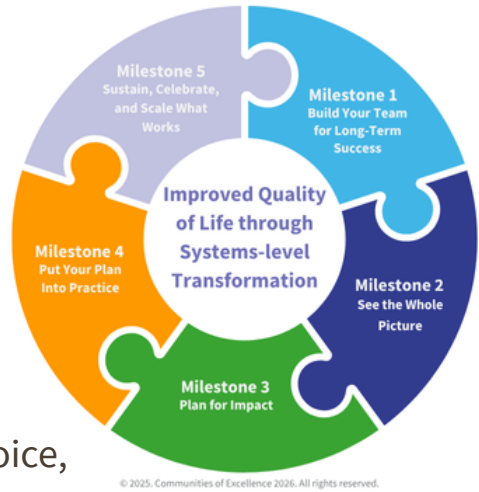 Milestone 1
Build Your Team
for Long-Term
Success
Milestone 2
See the Whole
Picture
Milestone 3
Plan for Impact
Milestone 4
Put Your Plan
Into Practice
Milestone 5
Sustain, Celebrate,
and Scale What
Works
Improved Quality
of Life through
Systems-level
Transformation
© 2025. Communities of Excellence 2026. All rights reserved.